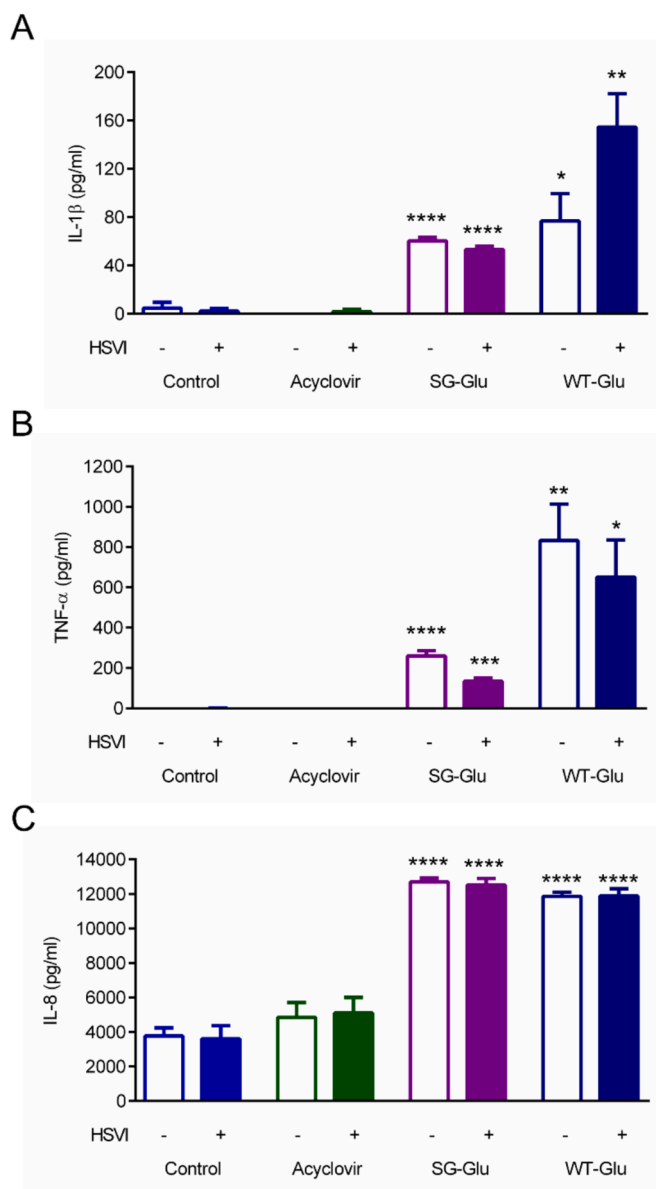 A
200
**
160
IL-1β (pg/ml)
120
*
80
**** ****
40
0
HSVI - + - + - + - +
Control Acyclovir SG-Glu WT-Glu
B
1200
**
1000
*
800
TNF-α (pg/ml)
600
****
400
***
200
0
HSVI - + - + - + - +
Control Acyclovir SG-Glu WT-Glu
C
14000
**** **** **** ****
12000
10000
IL-8 (pg/ml)
8000
6000
4000
2000
0
HSVI - + - + - + - +
Control Acyclovir SG-Glu WT-Glu